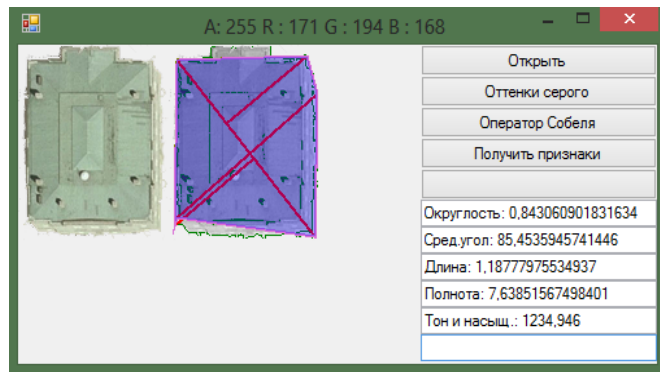 A: 255 R : 171 G : 194 B : 168
Открыть
Оттенки серого
Оператор Собеля
Получить признаки
Округлость: 0,843060901831634
Сред.угол: 85,4535945741446
Длина: 1,18777975534937
Полнота: 7,63851567498401
Тон и насыщ.: 1234,946